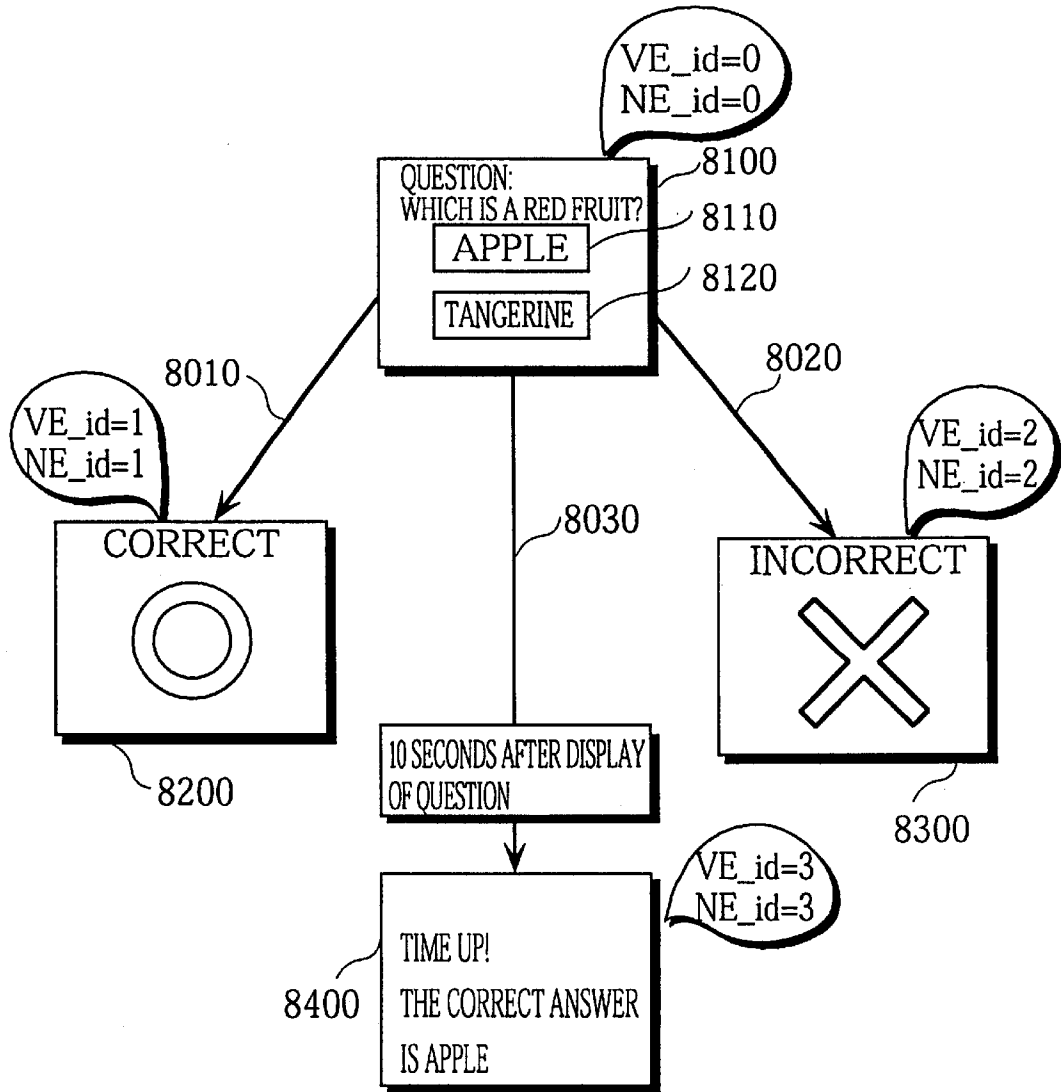 VE_id=0
NE_id=0
8100
QUESTION:
WHICH IS A RED FRUIT?
8110
APPLE
8120
TANGERINE
8010
8020
VE_id=1
NE_id=1
VE_id=2
NE_id=2
8030
CORRECT
INCORRECT
10 SECONDS AFTER DISPLAY
OF QUESTION
8200
8300
VE_id=3
NE_id=3
8400
TIME UP!
THE CORRECT ANSWER
IS APPLE